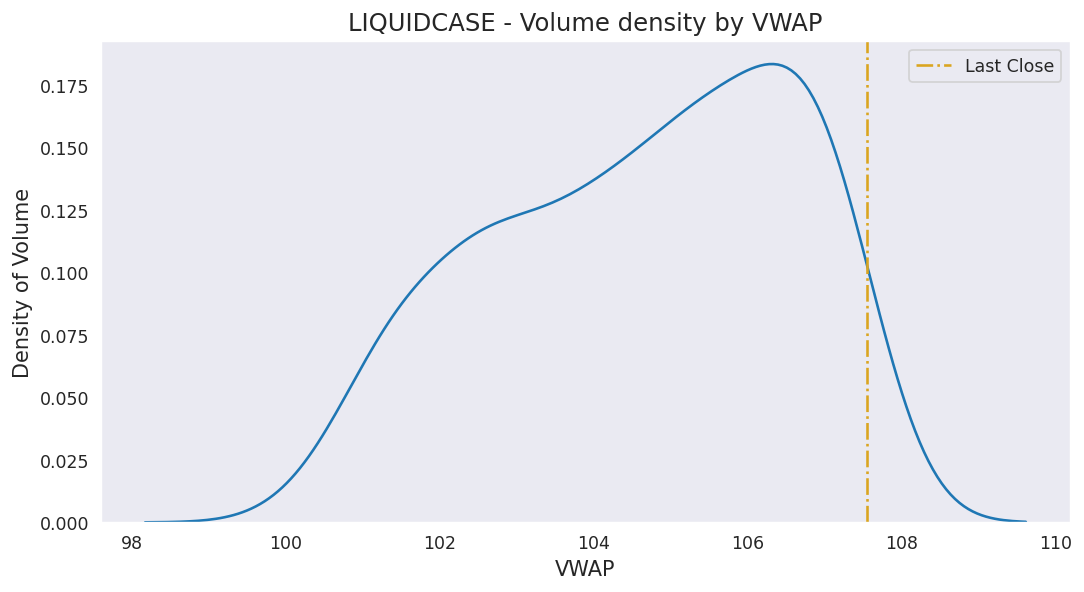 LIQUIDCASE - Volume density by VWAP
Last Close
Density of Volume
0.175
0.150
0.125
0.100
0.075
0.050
0.025
0.000
98 100 102 104 106 108 110
VWAP